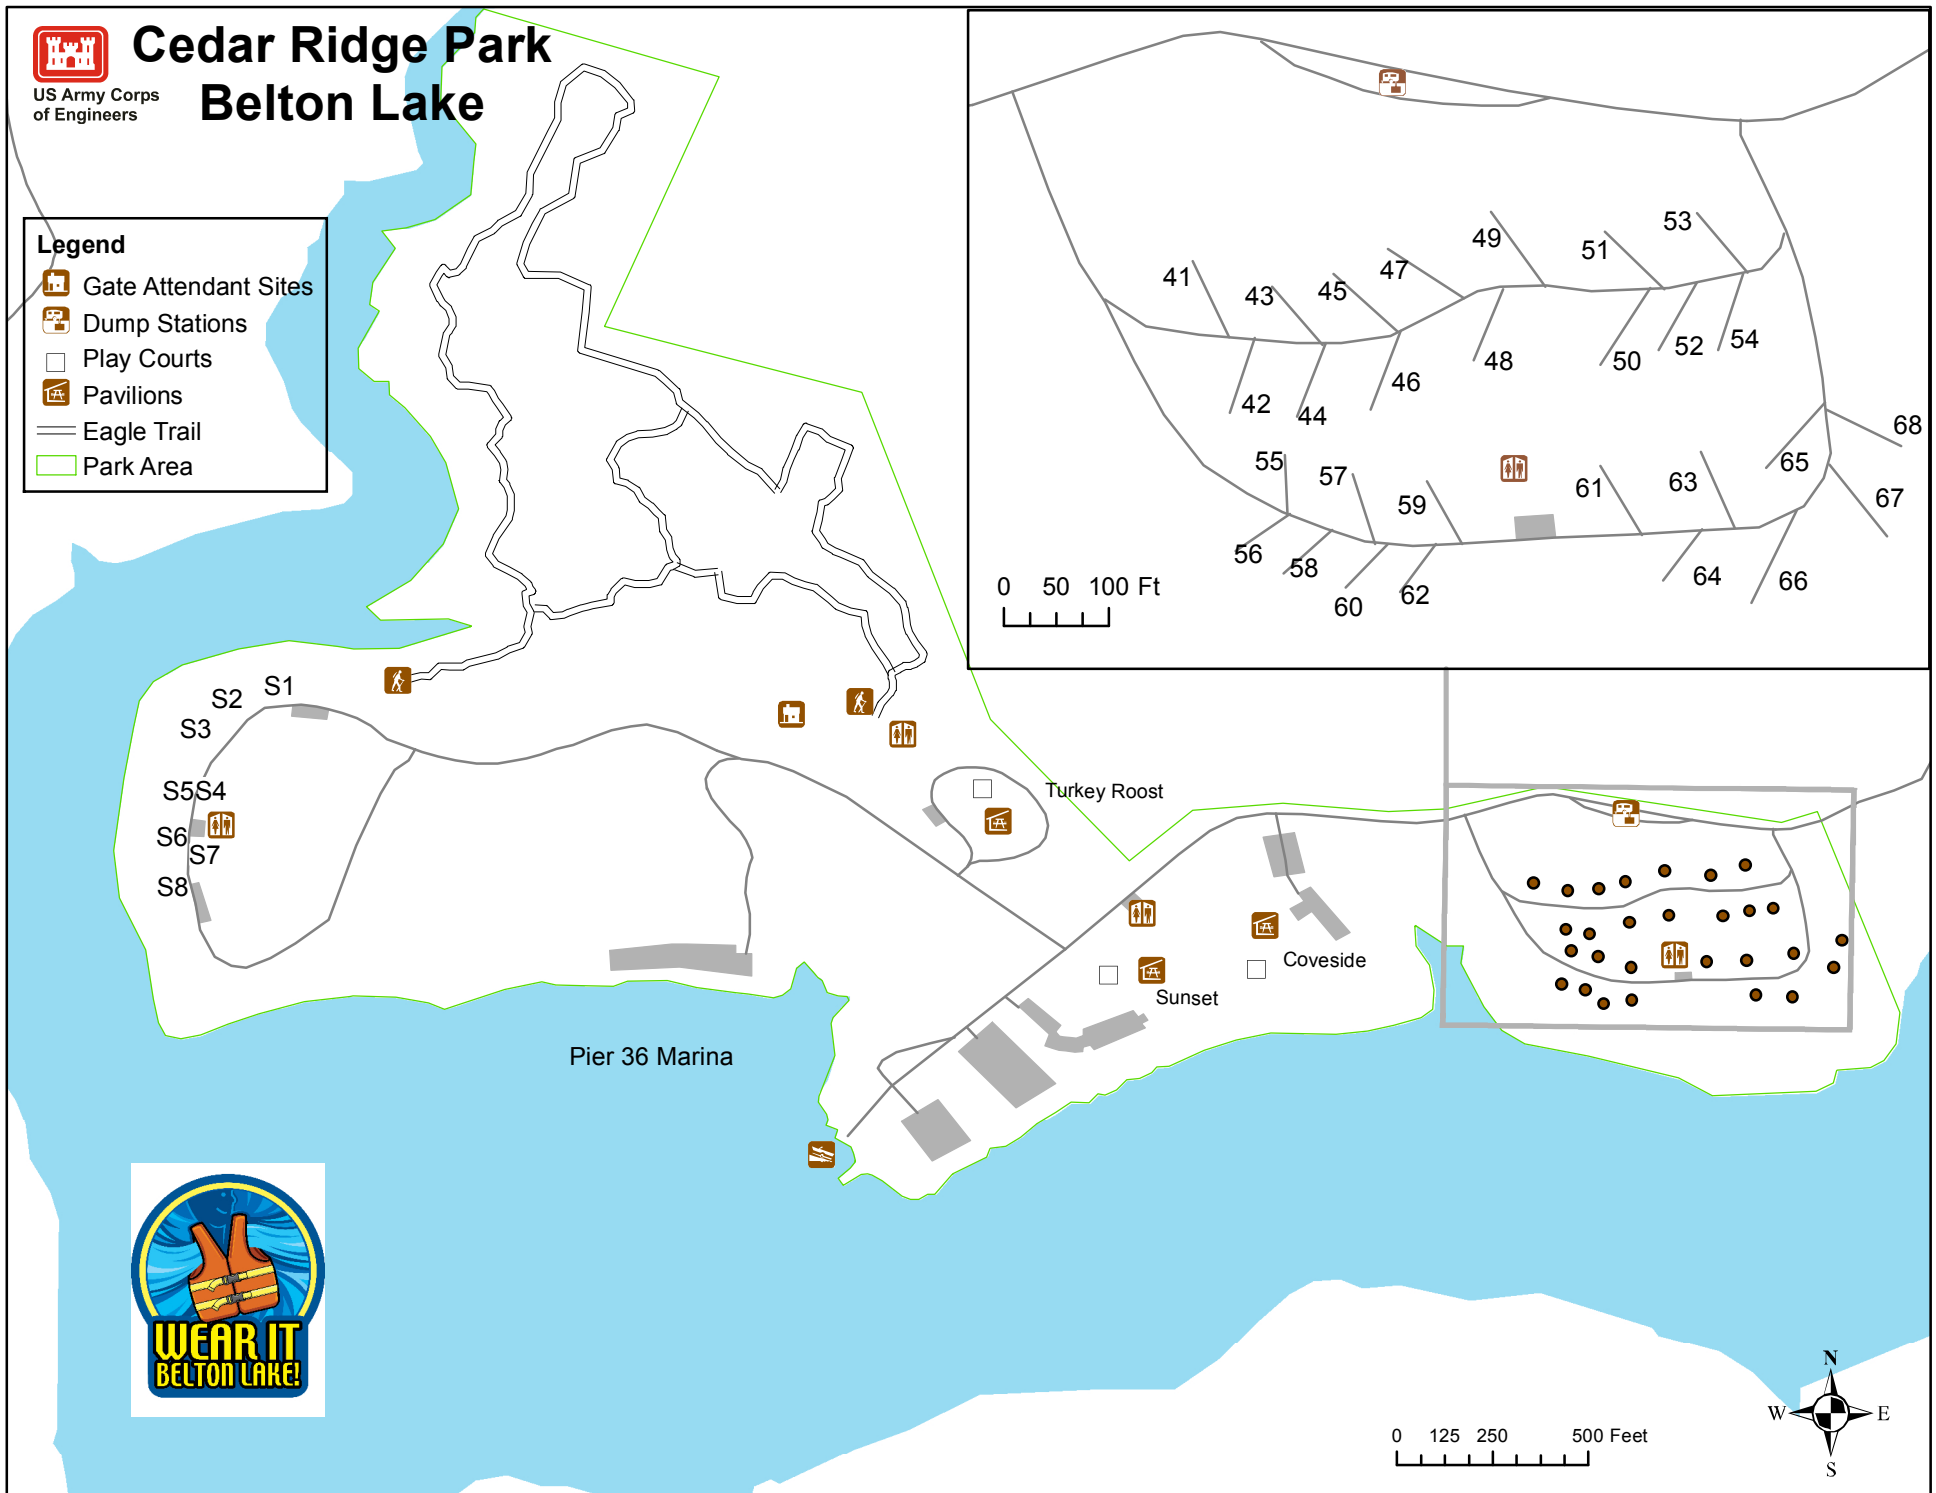 Cedar Ridge Park
Belton Lake
US Army Corps
of Engineers
Legend
Gate Attendant Sites
Dump Stations
Play Courts
Pavilions
Eagle Trail
Park Area
53
49
51
47
41
45
43
54
52
50
48
46
42
44
68
55
65
57
63
61
67
59
56
58
64
66
62
60
0 50 100 Ft
S1
S2
S3
S5 S4
S6
S7
S8
Turkey Roost
Coveside
Sunset
Pier 36 Marina
WEAR IT
BELTON LAKE!
N
W E
S
0 125 250 500 Feet